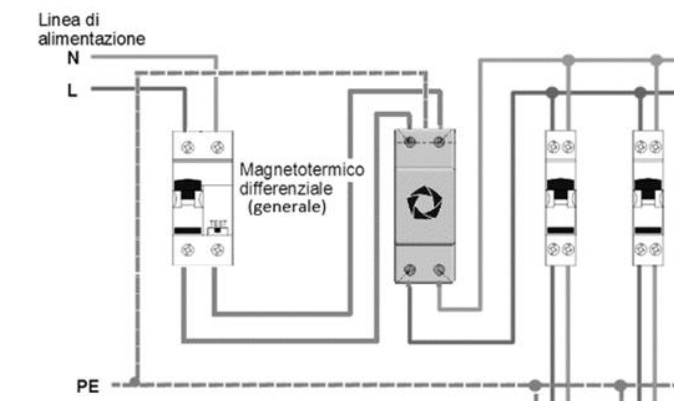 Linea di
alimentazione
N
L
Magnetotermico
differenziale
(generale)
TEST
PE